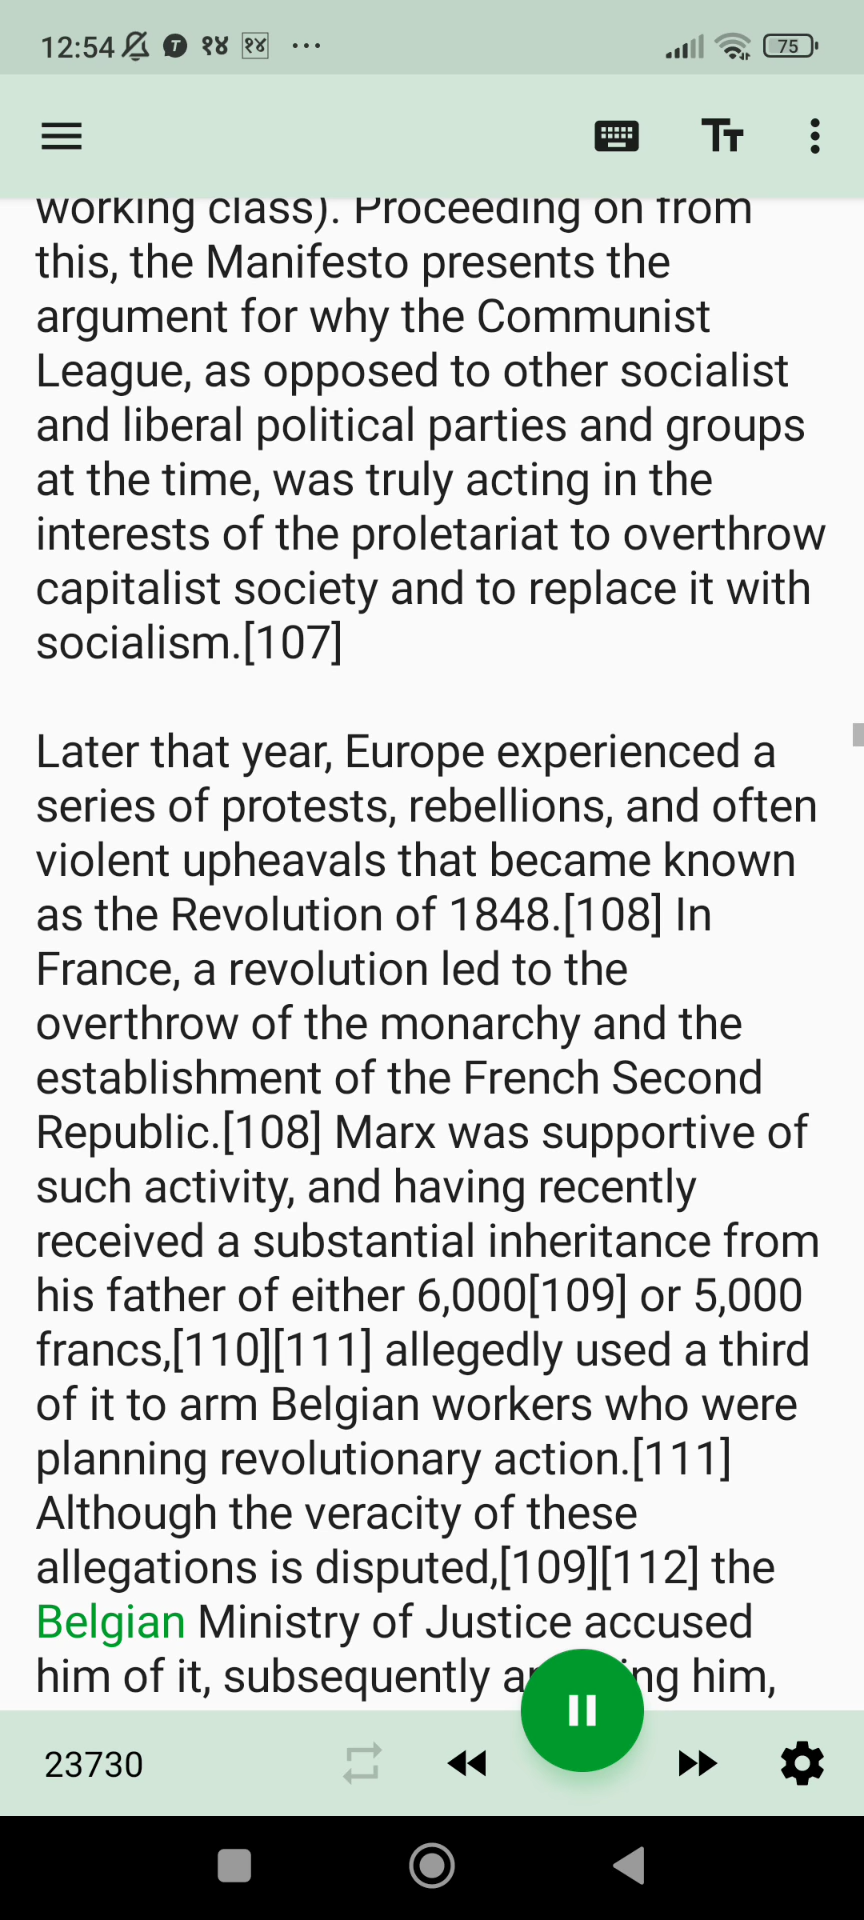 12:54 T १४ १४ ... 75
TT
working class). Proceeding on from
this, the Manifesto presents the
argument for why the Communist
League, as opposed to other socialist
and liberal political parties and groups
at the time, was truly acting in the
interests of the proletariat to overthrow
capitalist society and to replace it with
socialism.[107]
Later that year, Europe experienced a
series of protests, rebellions, and often
violent upheavals that became known
as the Revolution of 1848.[108] In
France, a revolution led to the
overthrow of the monarchy and the
establishment of the French Second
Republic.[108] Marx was supportive of
such activity, and having recently
received a substantial inheritance from
his father of either 6,000[109] or 5,000
francs,[110][111] allegedly used a third
of it to arm Belgian workers who were
planning revolutionary action.[111]
Although the veracity of these
allegations is disputed,[109][112] the
Belgian Ministry of Justice accused
him of it, subsequently him,
23730